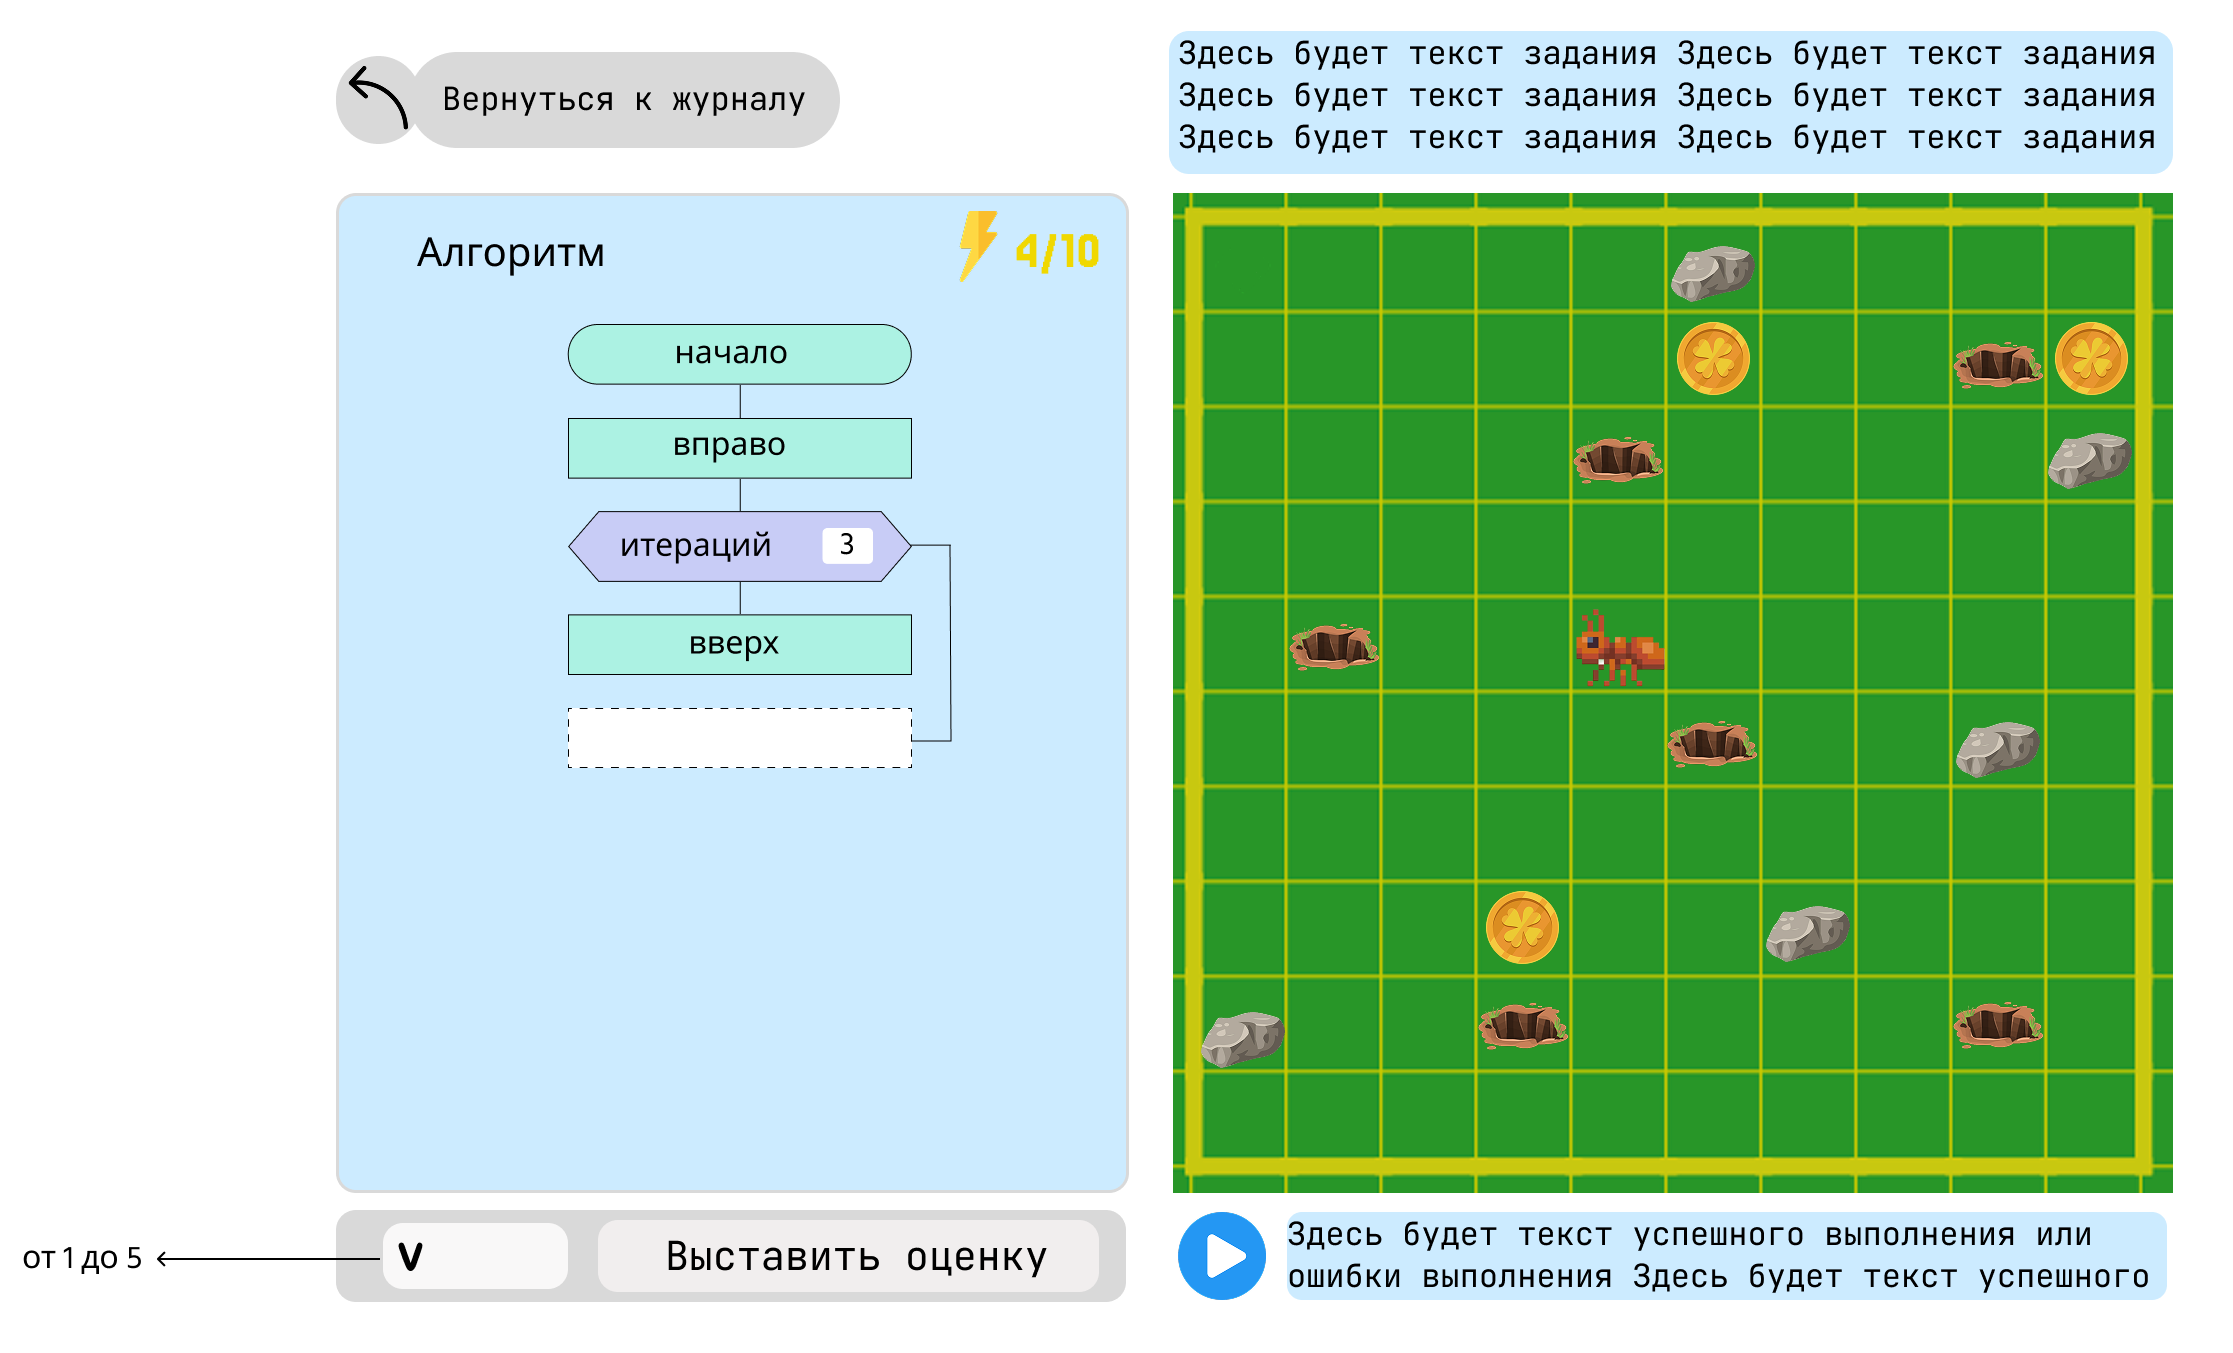 Вернуться к журналу
Здесь будет текст задания Здесь будет текст задания
Здесь будет текст задания Здесь будет текст задания
Здесь будет текст задания Здесь будет текст задания
Алгоритм
4/10
начало
вправо
итераций 3
вверх
от 1 до 5
V
Выставить оценку
Здесь будет текст успешного выполнения или
ошибки выполнения Здесь будет текст успешного